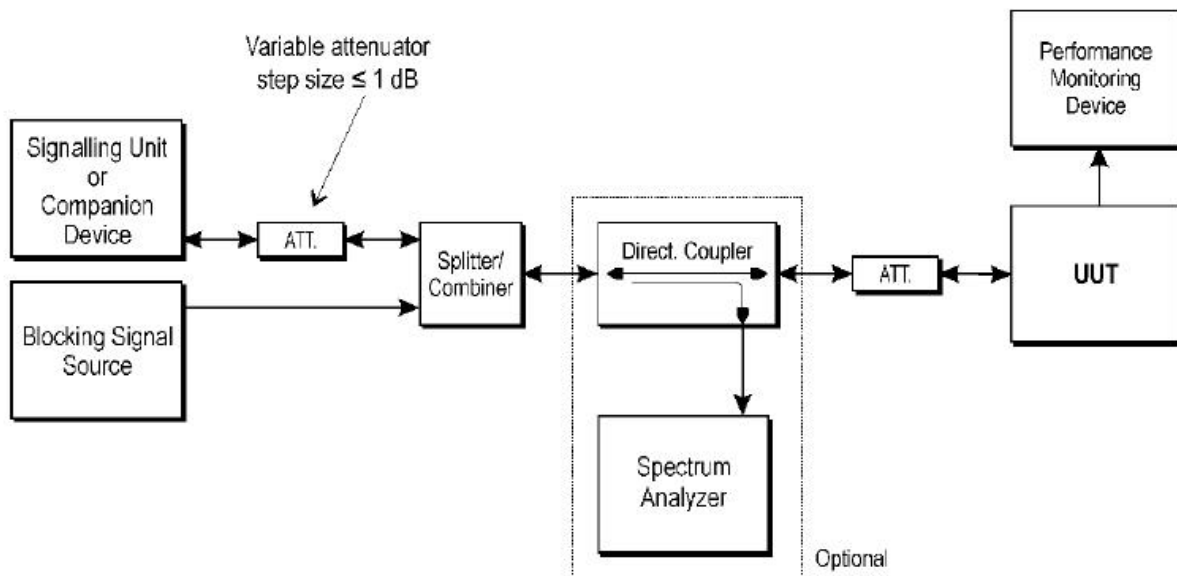 Variable attenuator
step size ≤ 1 dB
Performance
Monitoring
Device
Signalling Unit
or
Companion
Device
ATT.
Splitter/
Combiner
Direct. Coupler
ATT.
UUT
Blocking Signal
Source
Spectrum
Analyzer
Optional